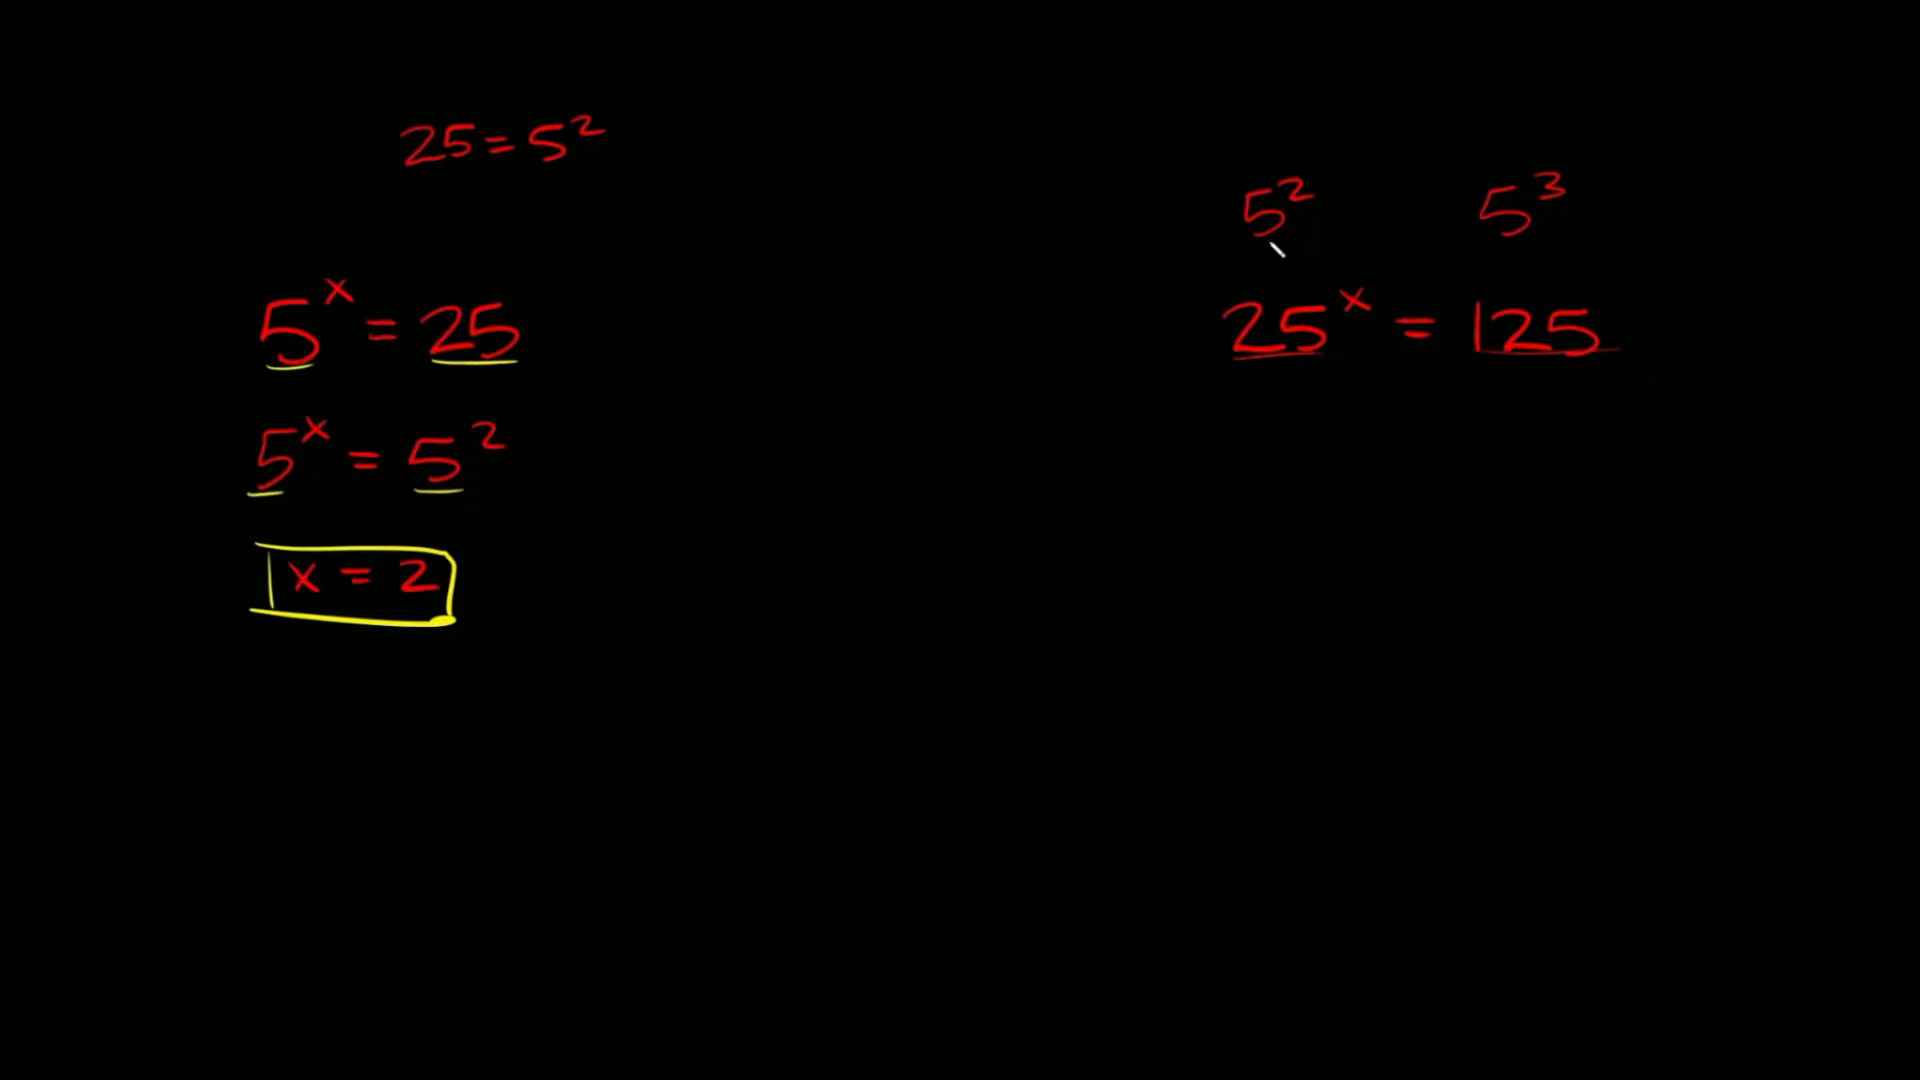 25 = 5²
5ˣ = 25
5ˣ = 5²
x = 2
5² 5³
25ˣ = 125